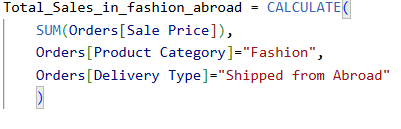 Total_Sales_in_fashion_abroad = CALCULATE(
SUM(Orders[Sale Price]),
Orders[Product Category]="Fashion",
Orders[Delivery Type]="Shipped from Abroad"
)